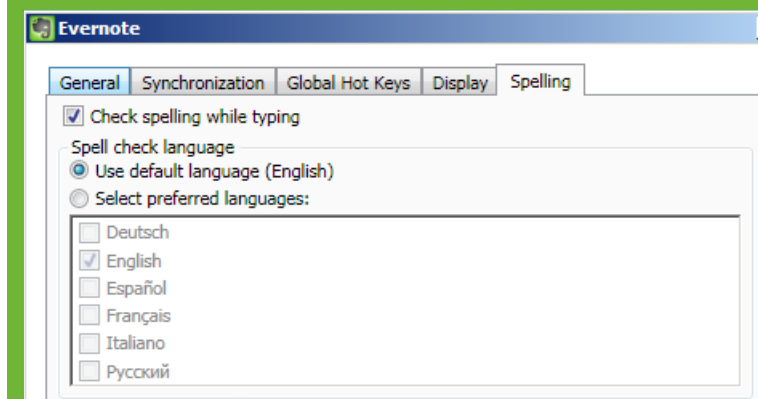 Evernote
General Synchronization Global Hot Keys Display Spelling
Check spelling while typing
Spell check language
Use default language (English)
Select preferred languages:
Deutsch
English
Español
Français
Italiano
Русский